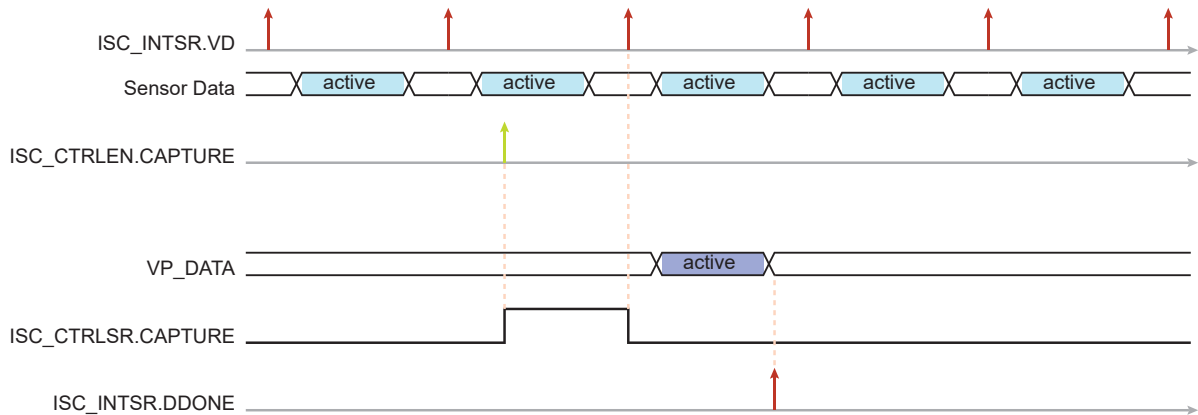 ISC_INTSR.VD
Sensor Data active active active active active
ISC_CTRLEN.CAPTURE
VP_DATA active
ISC_CTRLSR.CAPTURE
ISC_INTSR.DDONE